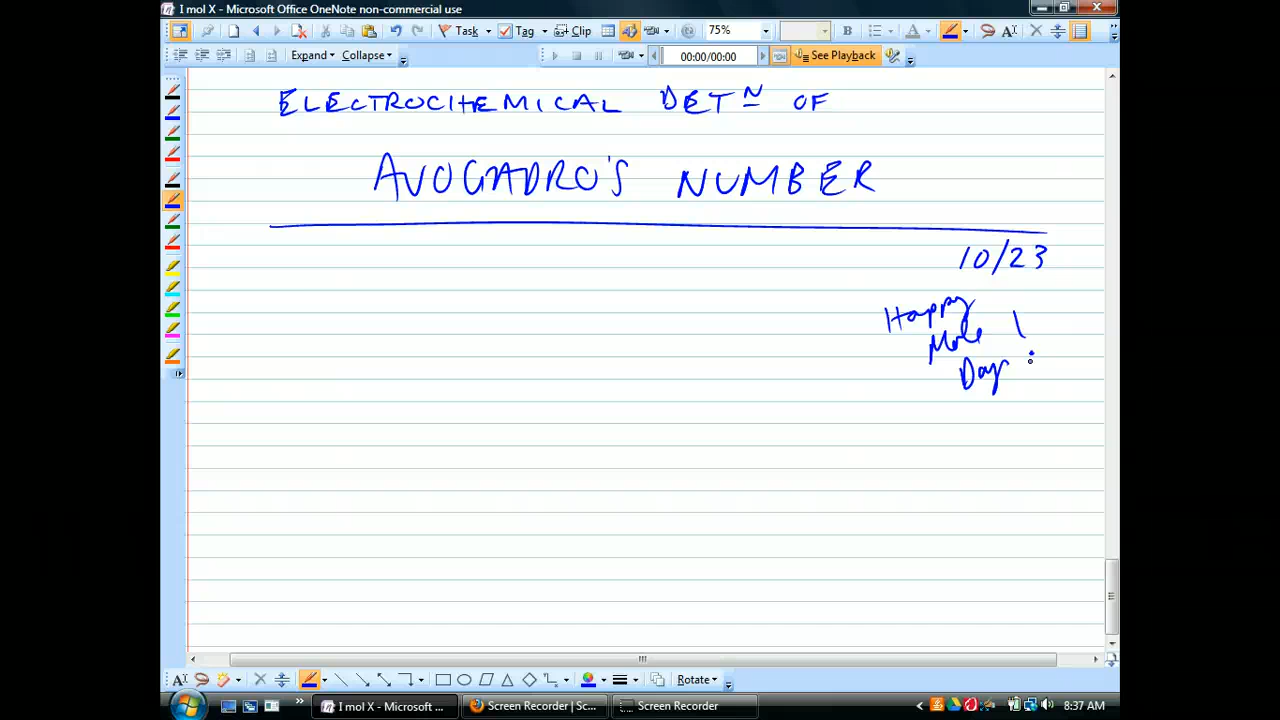 I mol X - Microsoft Office OneNote non-commercial use
Task Tag Clip 75% B A
Expand Collapse 00:00/00:00 See Playback
ELECTROCHEMICAL DETN OF
AVOGADRO'S NUMBER
10/23
Happy
Mole !
Day
Rotate
I mol X - Microsoft ... Screen Recorder | Sc... Screen Recorder 8:37 AM